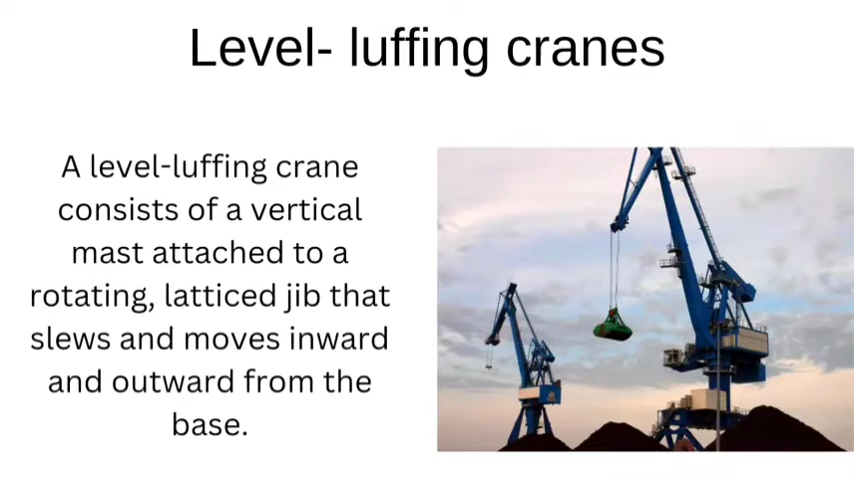 Level- luffing cranes
A level-luffing crane
consists of a vertical
mast attached to a
rotating, latticed jib that
slews and moves inward
and outward from the
base.